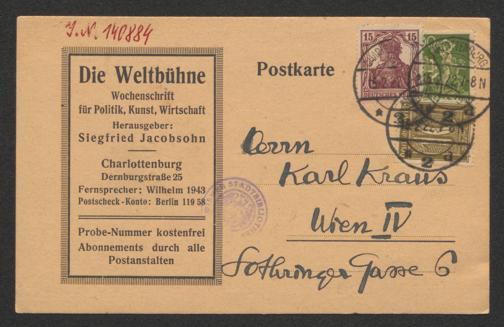 J.N. 140884
Die Weltbühne
Wochenschrift
für Politik, Kunst, Wirtschaft
Herausgeber:
Siegfried Jacobsohn
Charlottenburg
Dernburgstraße 25
Fernsprecher: Wilhelm 1943
Postscheck-Konto: Berlin 119 58
Probe-Nummer kostenfrei
Abonnements durch alle
Postanstalten
Postkarte
15 15
Herrn
Karl Kraus
Wien IV
Lothringer Gasse 6